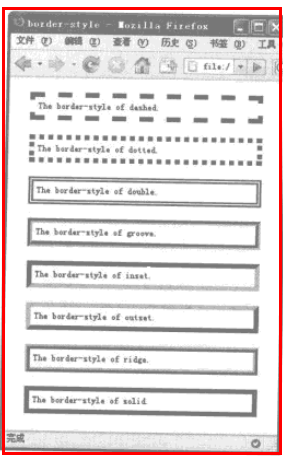 border-style - Mozilla Firefox
文件(F) 编辑(E) 查看(V) 历史(S) 书签(B) 工具
file:/
The border-style of dashed.
The border-style of dotted.
The border-style of double.
The border-style of groove.
The border-style of inset.
The border-style of outset.
The border-style of ridge.
The border-style of solid.
完成